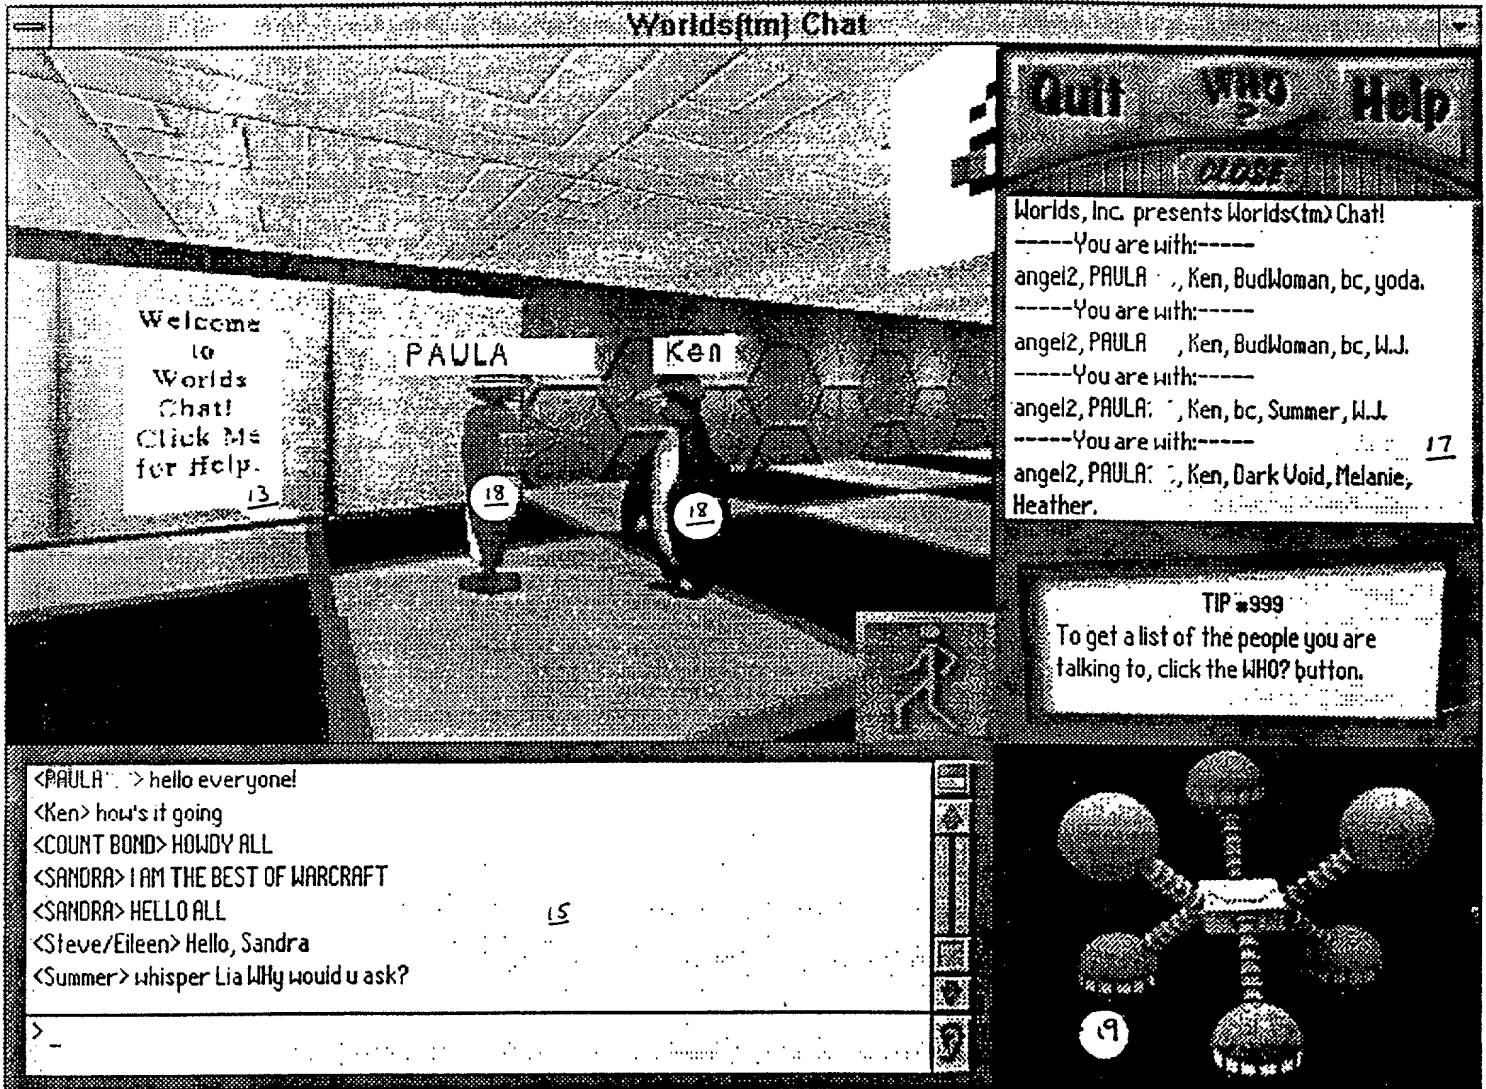 Worlds[tm] Chat
Quit WHO ? Help
CLOSE
Worlds, Inc. presents Worlds<tm> Chat!
-----You are with:-----
angel2, PAULA , Ken, BudWoman, bc, yoda.
-----You are with:-----
angel2, PAULA , Ken, BudWoman, bc, W.J.
-----You are with:-----
angel2, PAULA , Ken, bc, Summer, W.J.
-----You are with:-----
17
angel2, PAULA , Ken, Dark Void, Melanie,
Heather.
Welcome
to
Worlds
Chat!
Click Me
for Help.
13
PAULA
Ken
18
18
TIP #999
To get a list of the people you are
talking to, click the WHO? button.
<PAULA > hello everyone!
<Ken> how's it going
<COUNT BOND> HOWDY ALL
<SANDRA> I AM THE BEST OF WARCRAFT
<SANDRA> HELLO ALL
15
<Steve/Eileen> Hello, Sandra
<Summer> whisper Lia WHy would u ask?
>_
19